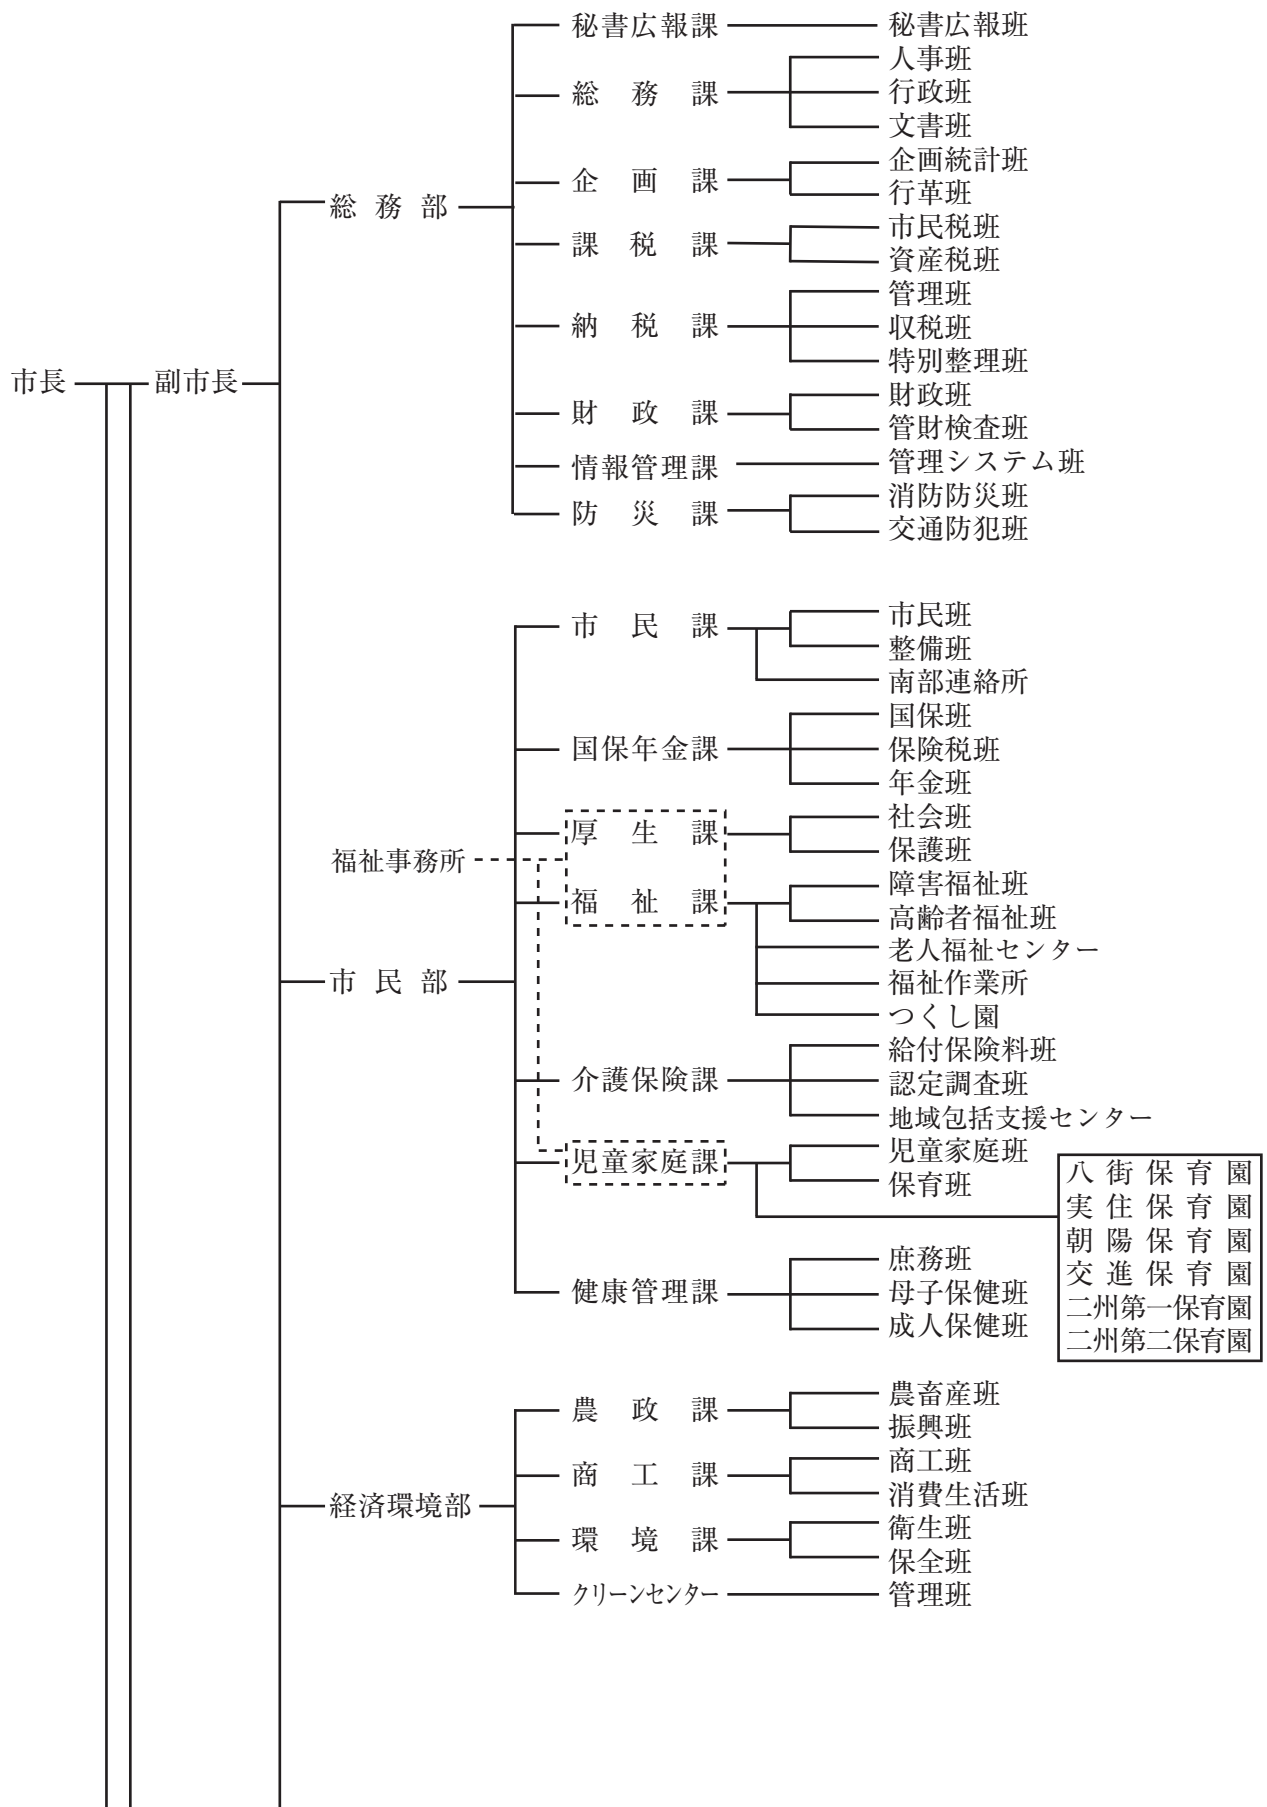 市長
副市長
総務部
秘書広報課
秘書広報班
総務課
人事班
行政班
文書班
企画課
企画統計班
行革班
課税課
市民税班
資産税班
納税課
管理班
収税班
特別整理班
財政課
財政班
管財検査班
情報管理課
管理システム班
防災課
消防防災班
交通防犯班
市民部
福祉事務所
市民課
市民班
整備班
南部連絡所
国保年金課
国保班
保険税班
年金班
厚生課
社会班
保護班
福祉課
障害福祉班
高齢者福祉班
老人福祉センター
福祉作業所
つくし園
介護保険課
給付保険料班
認定調査班
地域包括支援センター
児童家庭課
児童家庭班
保育班
八街保育園
実住保育園
朝陽保育園
交進保育園
二州第一保育園
二州第二保育園
健康管理課
庶務班
母子保健班
成人保健班
経済環境部
農政課
農畜産班
振興班
商工課
商工班
消費生活班
環境課
衛生班
保全班
クリーンセンター
管理班